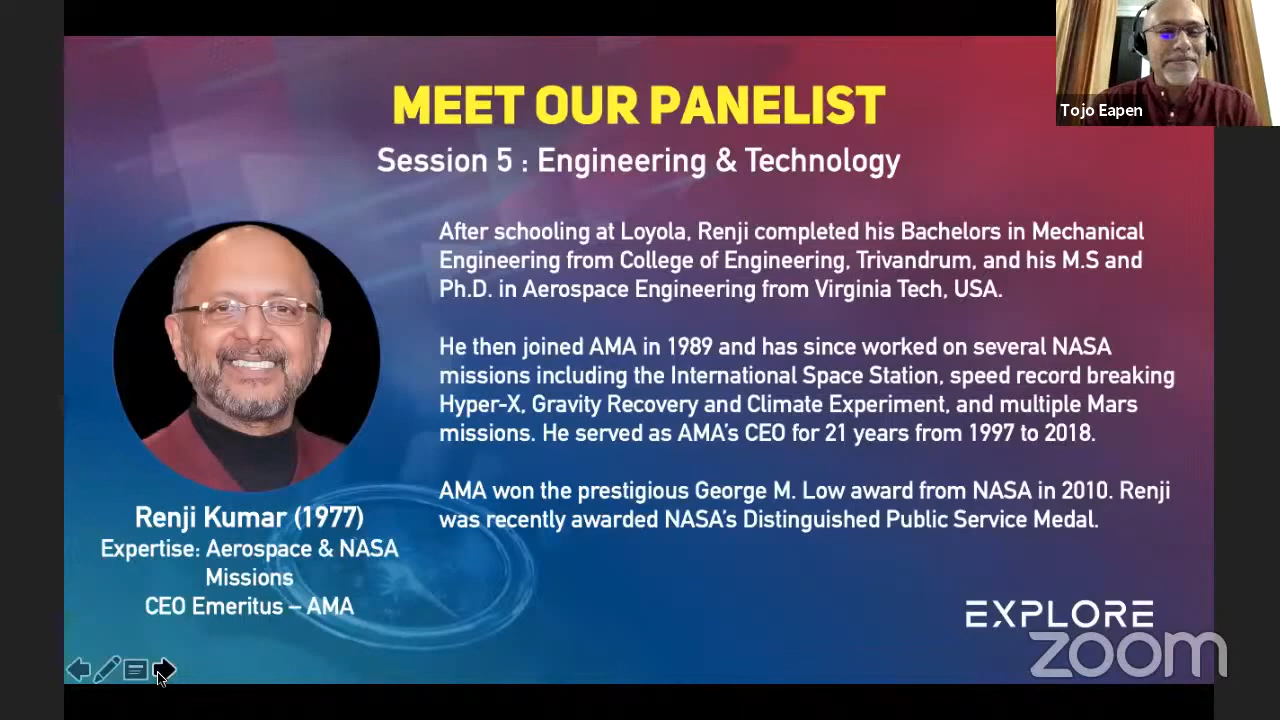 Tojo Eapen
MEET OUR PANELIST
Session 5 : Engineering & Technology
After schooling at Loyola, Renji completed his Bachelors in Mechanical
Engineering from College of Engineering, Trivandrum, and his M.S and
Ph.D. in Aerospace Engineering from Virginia Tech, USA.
He then joined AMA in 1989 and has since worked on several NASA
missions including the International Space Station, speed record breaking
Hyper-X, Gravity Recovery and Climate Experiment, and multiple Mars
missions. He served as AMA's CEO for 21 years from 1997 to 2018.
AMA won the prestigious George M. Low award from NASA in 2010. Renji
was recently awarded NASA's Distinguished Public Service Medal.
Renji Kumar (1977)
Expertise: Aerospace & NASA
Missions
CEO Emeritus – AMA
EXPLORE
zoom